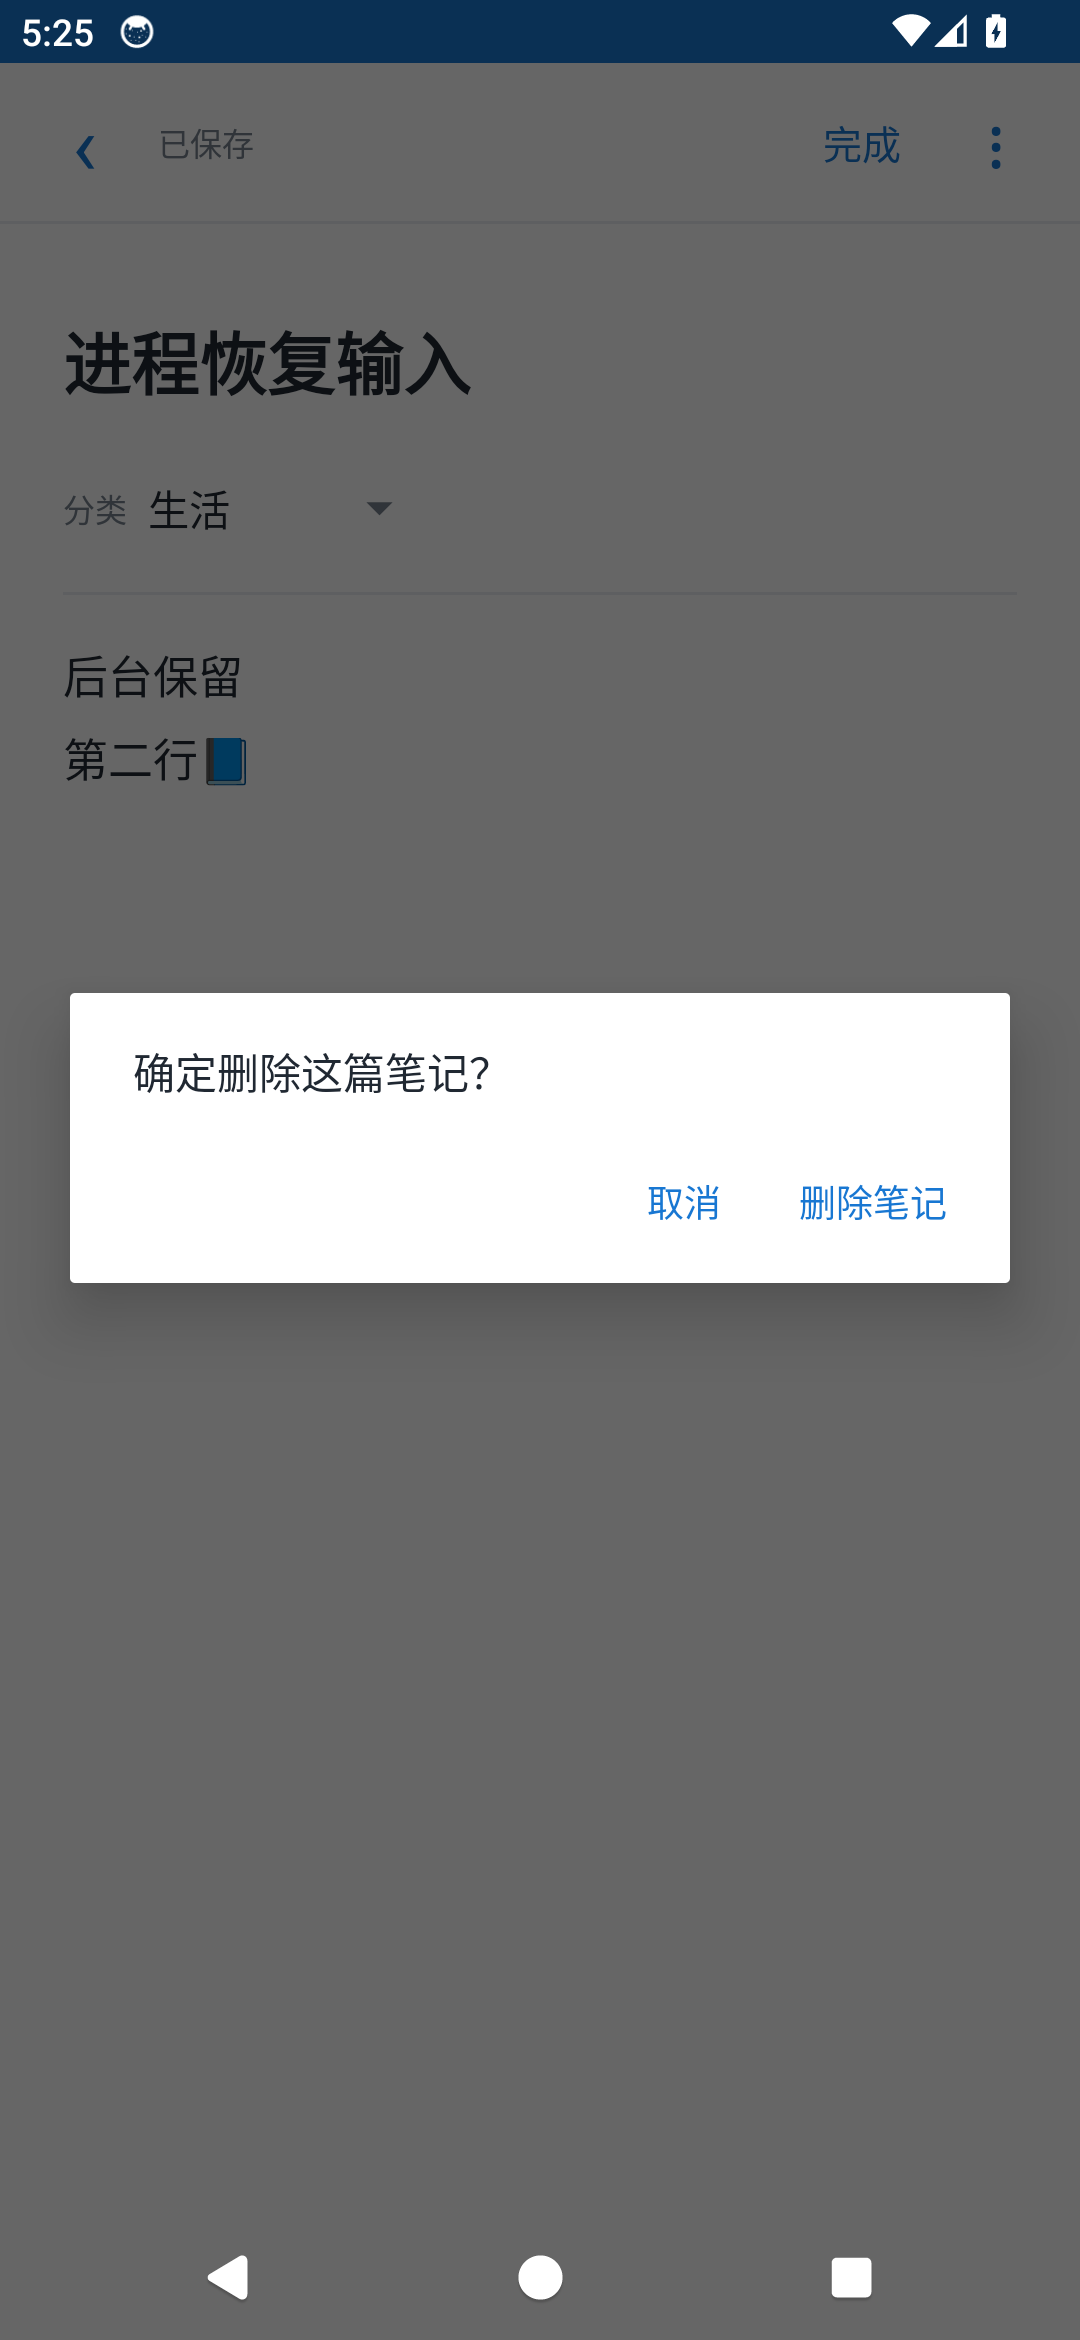 5:25
已保存
完成
进程恢复输入
分类 生活
后台保留
第二行📘
确定删除这篇笔记？
取消 删除笔记